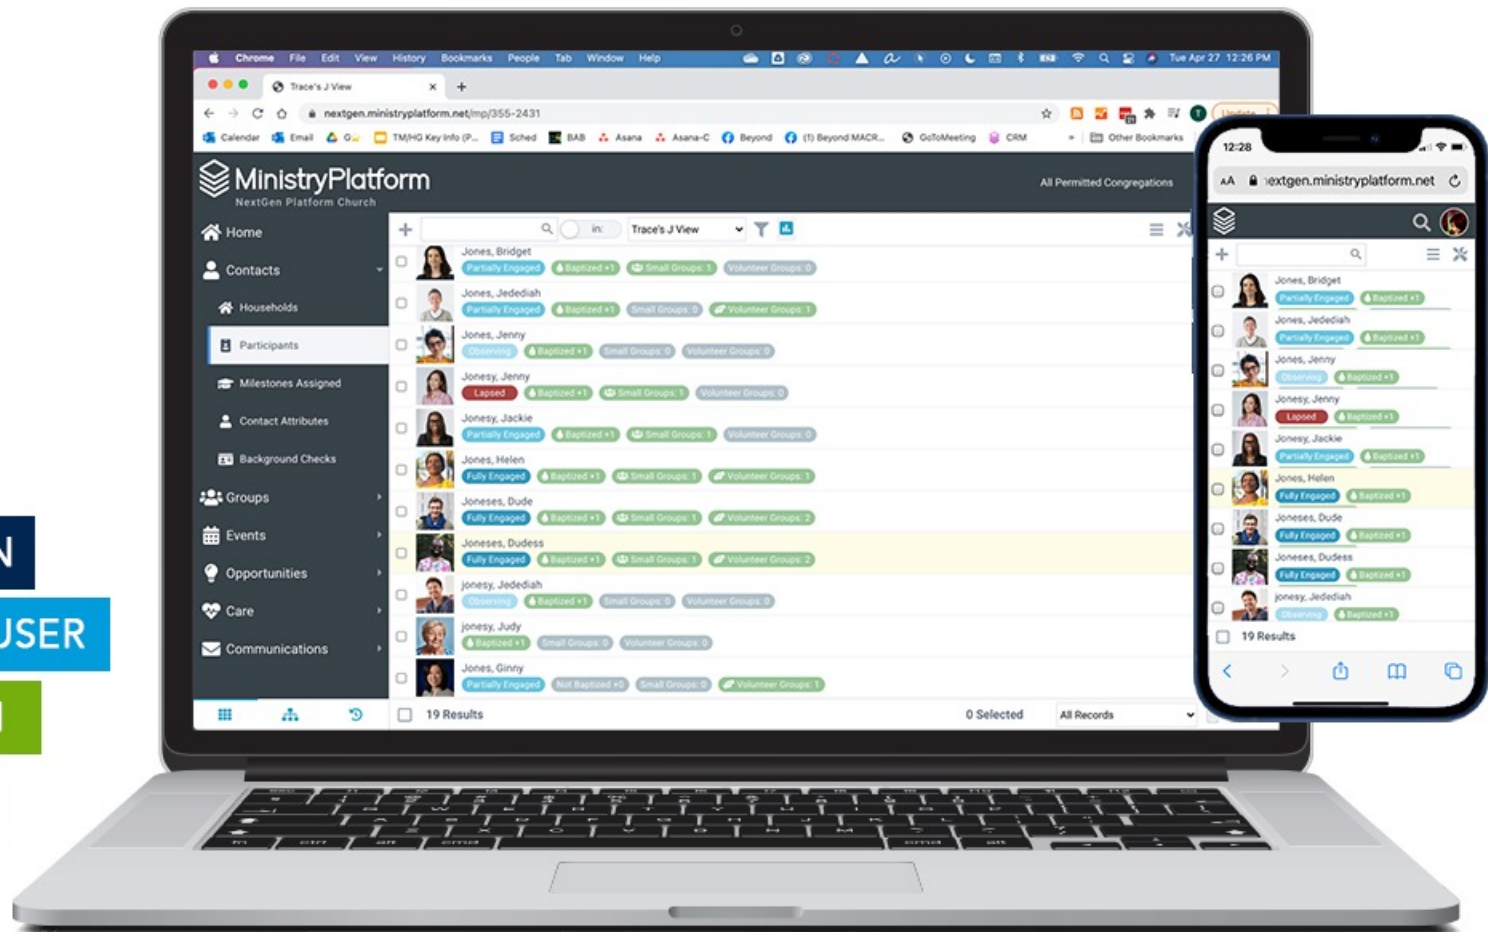 Chrome File Edit View History Bookmarks People Tab Window Help Tue Apr 27 12:26 PM
Trace's J View
nextgen.ministryplatform.net/mp/355-2431
Update
Calendar Email TM/HG Key Info (P... Sched BAB Asana Asana-C Beyond (1) Beyond MACR... GoToMeeting CRM » Other Bookmarks
MinistryPlatform
NextGen Platform Church
All Permitted Congregations
Home
Contacts
Households
Participants
Milestones Assigned
Contact Attributes
Background Checks
Groups
Events
Opportunities
Care
Communications
in: Trace's J View
Jones, Bridget
Partially Engaged Baptized +1 Small Groups: 1 Volunteer Groups: 0
Jones, Jedediah
Partially Engaged Baptized +1 Small Groups: 0 Volunteer Groups: 1
Jones, Jenny
Observing Baptized +1 Small Groups: 0 Volunteer Groups: 0
Jonesy, Jenny
Lapsed Baptized +1 Small Groups: 1 Volunteer Groups: 0
Jonesy, Jackie
Partially Engaged Baptized +1 Small Groups: 1 Volunteer Groups: 0
Jones, Helen
Fully Engaged Baptized +1 Small Groups: 1 Volunteer Groups: 1
Joneses, Dude
Fully Engaged Baptized +1 Small Groups: 1 Volunteer Groups: 2
Joneses, Dudess
Fully Engaged Baptized +1 Small Groups: 1 Volunteer Groups: 2
jonesy, Jedediah
Observing Baptized +1 Small Groups: 0 Volunteer Groups: 0
jonesy, Judy
Baptized +1 Small Groups: 0 Volunteer Groups: 0
Jones, Ginny
Partially Engaged Not Baptized +0 Small Groups: 0 Volunteer Groups: 1
19 Results 0 Selected All Records
12:28
AA nextgen.ministryplatform.net
Jones, Bridget
Partially Engaged Baptized +1
Jones, Jedediah
Partially Engaged Baptized +1
Jones, Jenny
Observing Baptized +1
Jonesy, Jenny
Lapsed Baptized +1
Jonesy, Jackie
Partially Engaged Baptized +1
Jones, Helen
Fully Engaged Baptized +1
Joneses, Dude
Fully Engaged Baptized +1
Joneses, Dudess
Fully Engaged Baptized +1
jonesy, Jedediah
Observing Baptized +1
19 Results
N
USER